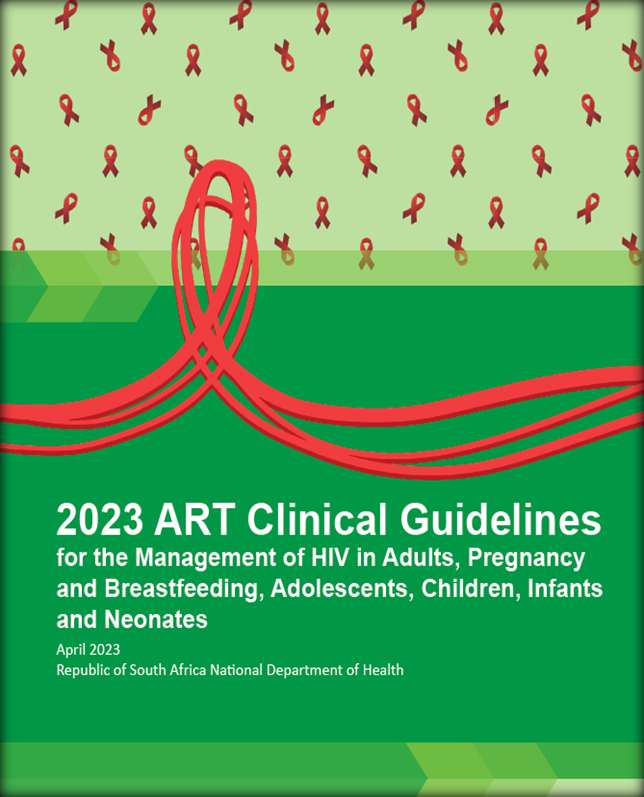 2023 ART Clinical Guidelines
for the Management of HIV in Adults, Pregnancy
and Breastfeeding, Adolescents, Children, Infants
and Neonates
April 2023
Republic of South Africa National Department of Health